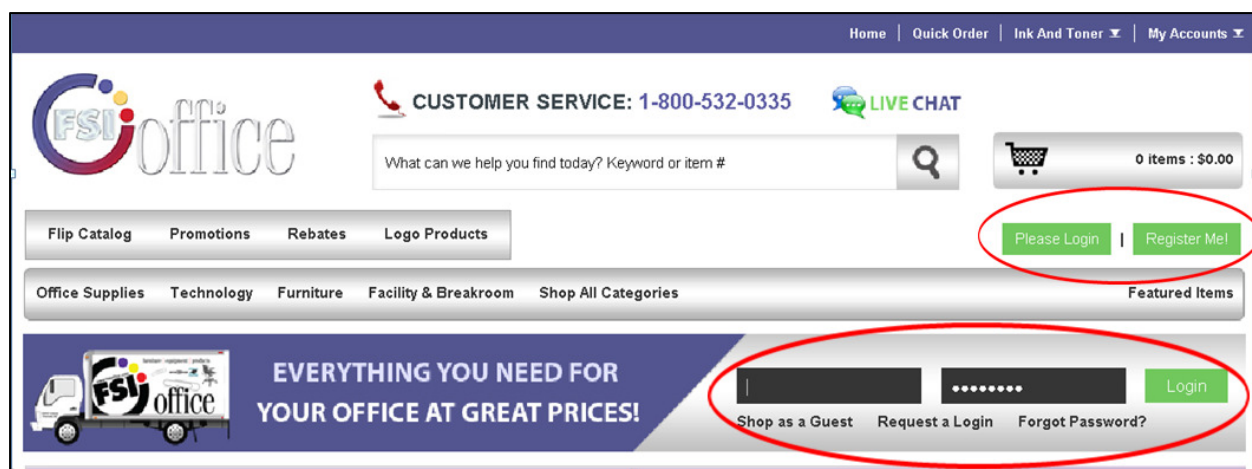 Home | Quick Order | Ink And Toner | My Accounts
FSI office
CUSTOMER SERVICE: 1-800-532-0335
LIVE CHAT
What can we help you find today? Keyword or item #
0 items : $0.00
Flip Catalog Promotions Rebates Logo Products
Please Login | Register Me!
Office Supplies Technology Furniture Facility & Breakroom Shop All Categories Featured Items
FSI office
EVERYTHING YOU NEED FOR
YOUR OFFICE AT GREAT PRICES!
Login
Shop as a Guest Request a Login Forgot Password?